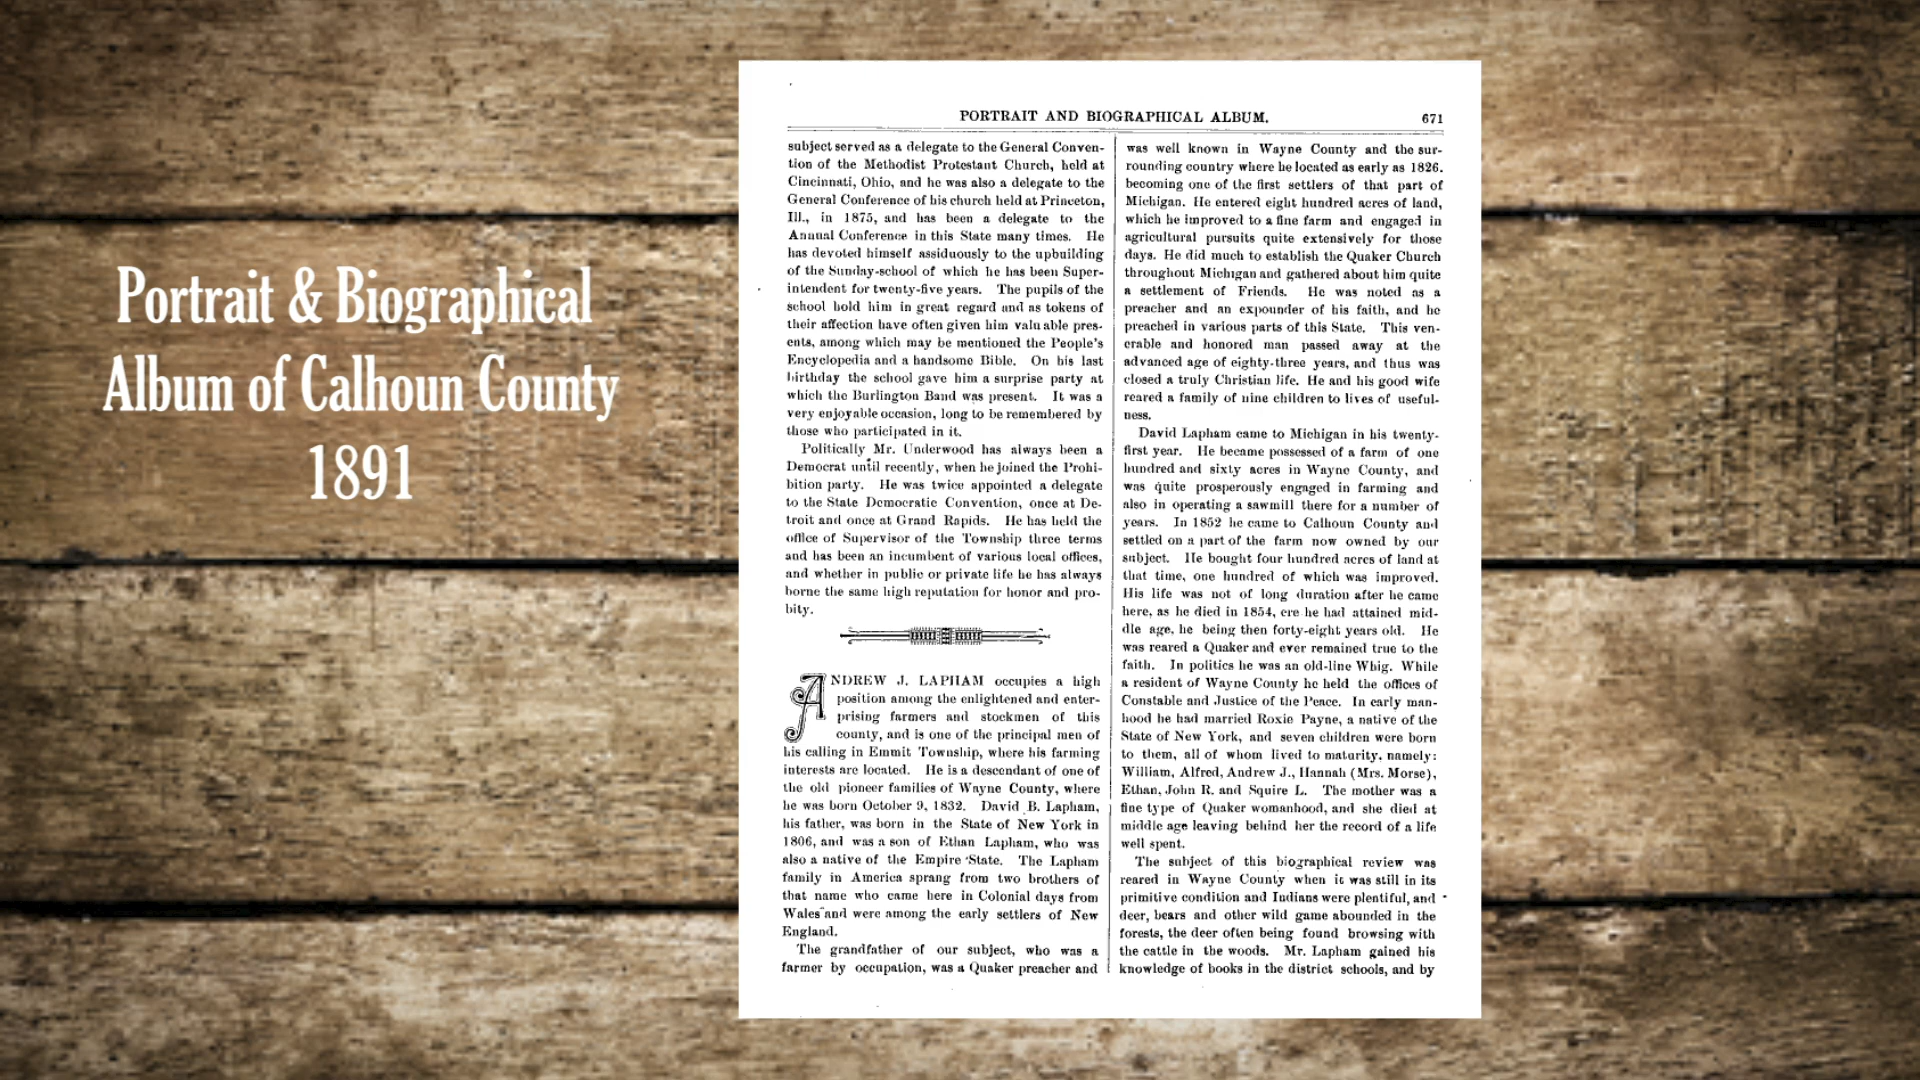 Portrait & Biographical
Album of Calhoun County
1891
PORTRAIT AND BIOGRAPHICAL ALBUM. 671
subject served as a delegate to the General Conven-
tion of the Methodist Protestant Church, held at
Cincinnati, Ohio, and he was also a delegate to the
General Conference of his church held at Princeton,
Ill., in 1875, and has been a delegate to the
Annual Conference in this State many times. He
has devoted himself assiduously to the upbuilding
of the Sunday-school of which he has been Super-
intendent for twenty-five years. The pupils of the
school hold him in great regard and as tokens of
their affection have often given him valuable pres-
ents, among which may be mentioned the People's
Encyclopedia and a handsome Bible. On his last
birthday the school gave him a surprise party at
which the Burlington Band was present. It was a
very enjoyable occasion, long to be remembered by
those who participated in it.
Politically Mr. Underwood has always been a
Democrat until recently, when he joined the Prohi-
bition party. He was twice appointed a delegate
to the State Democratic Convention, once at De-
troit and once at Grand Rapids. He has held the
office of Supervisor of the Township three terms
and has been an incumbent of various local offices,
and whether in public or private life he has always
borne the same high reputation for honor and pro-
bity.
ANDREW J. LAPHAM occupies a high
position among the enlightened and enter-
prising farmers and stockmen of this
county, and is one of the principal men of
his calling in Emmit Township, where his farming
interests are located. He is a descendant of one of
the old pioneer families of Wayne County, where
he was born October 9, 1832. David B. Lapham,
his father, was born in the State of New York in
1806, and was a son of Ethan Lapham, who was
also a native of the Empire State. The Lapham
family in America sprang from two brothers of
that name who came here in Colonial days from
Wales and were among the early settlers of New
England.
The grandfather of our subject, who was a
farmer by occupation, was a Quaker preacher and
was well known in Wayne County and the sur-
rounding country where he located as early as 1826.
becoming one of the first settlers of that part of
Michigan. He entered eight hundred acres of land,
which he improved to a fine farm and engaged in
agricultural pursuits quite extensively for those
days. He did much to establish the Quaker Church
throughout Michigan and gathered about him quite
a settlement of Friends. He was noted as a
preacher and an expounder of his faith, and he
preached in various parts of this State. This ven-
erable and honored man passed away at the
advanced age of eighty-three years, and thus was
closed a truly Christian life. He and his good wife
reared a family of nine children to lives of useful-
ness.
David Lapham came to Michigan in his twenty-
first year. He became possessed of a farm of one
hundred and sixty acres in Wayne County, and
was quite prosperously engaged in farming and
also in operating a sawmill there for a number of
years. In 1852 he came to Calhoun County and
settled on a part of the farm now owned by our
subject. He bought four hundred acres of land at
that time, one hundred of which was improved.
His life was not of long duration after he came
here, as he died in 1854, ere he had attained mid-
dle age, he being then forty-eight years old. He
was reared a Quaker and ever remained true to the
faith. In politics he was an old-line Whig. While
a resident of Wayne County he held the offices of
Constable and Justice of the Peace. In early man-
hood he had married Roxie Payne, a native of the
State of New York, and seven children were born
to them, all of whom lived to maturity, namely:
William, Alfred, Andrew J., Hannah (Mrs. Morse),
Ethan, John R. and Squire L. The mother was a
fine type of Quaker womanhood, and she died at
middle age leaving behind her the record of a life
well spent.
The subject of this biographical review was
reared in Wayne County when it was still in its
primitive condition and Indians were plentiful, and
deer, bears and other wild game abounded in the
forests, the deer often being found browsing with
the cattle in the woods. Mr. Lapham gained his
knowledge of books in the district schools, and by